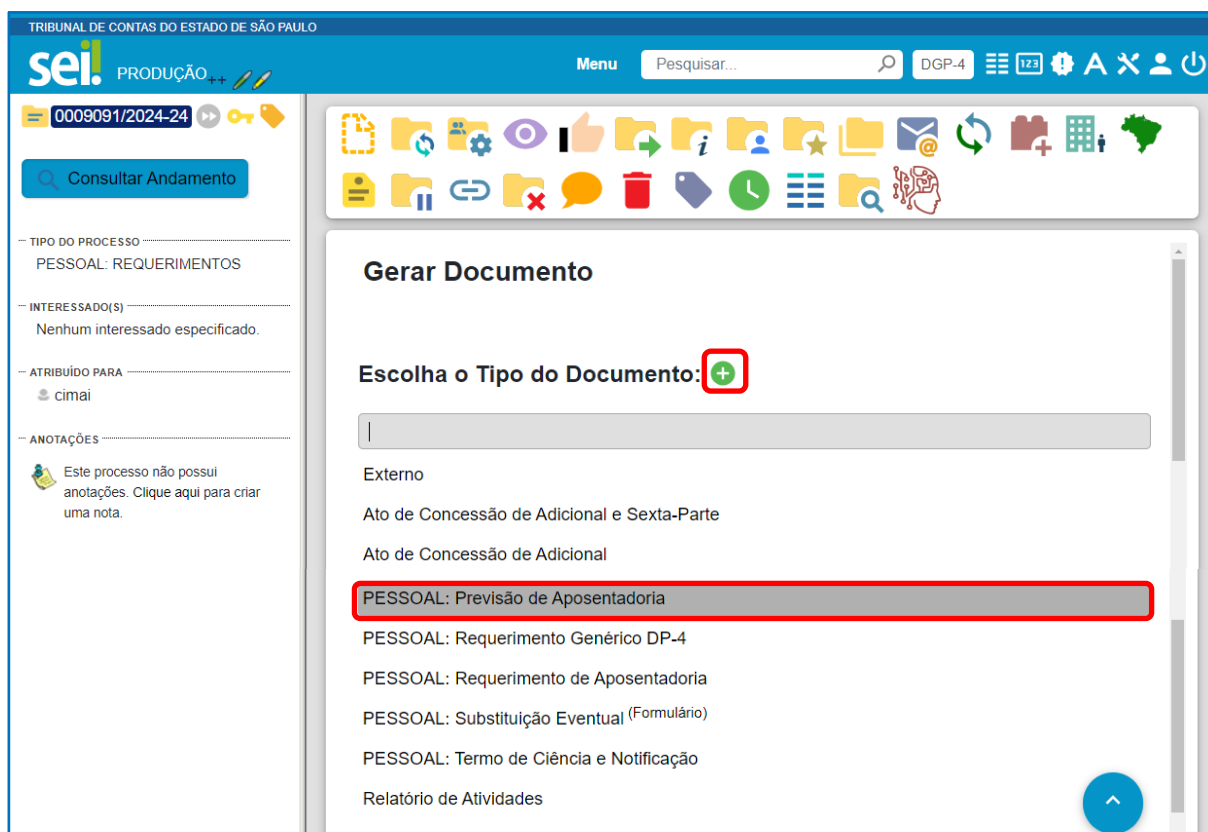 TRIBUNAL DE CONTAS DO ESTADO DE SÃO PAULO
sei! PRODUÇÃO++
Menu
Pesquisar...
DGP-4
123
0009091/2024-24
Consultar Andamento
TIPO DO PROCESSO
PESSOAL: REQUERIMENTOS
INTERESSADO(S)
Nenhum interessado especificado.
ATRIBUÍDO PARA
cimai
ANOTAÇÕES
Este processo não possui
anotações. Clique aqui para criar
uma nota.
Gerar Documento
Escolha o Tipo do Documento:
Externo
Ato de Concessão de Adicional e Sexta-Parte
Ato de Concessão de Adicional
PESSOAL: Previsão de Aposentadoria
PESSOAL: Requerimento Genérico DP-4
PESSOAL: Requerimento de Aposentadoria
PESSOAL: Substituição Eventual (Formulário)
PESSOAL: Termo de Ciência e Notificação
Relatório de Atividades